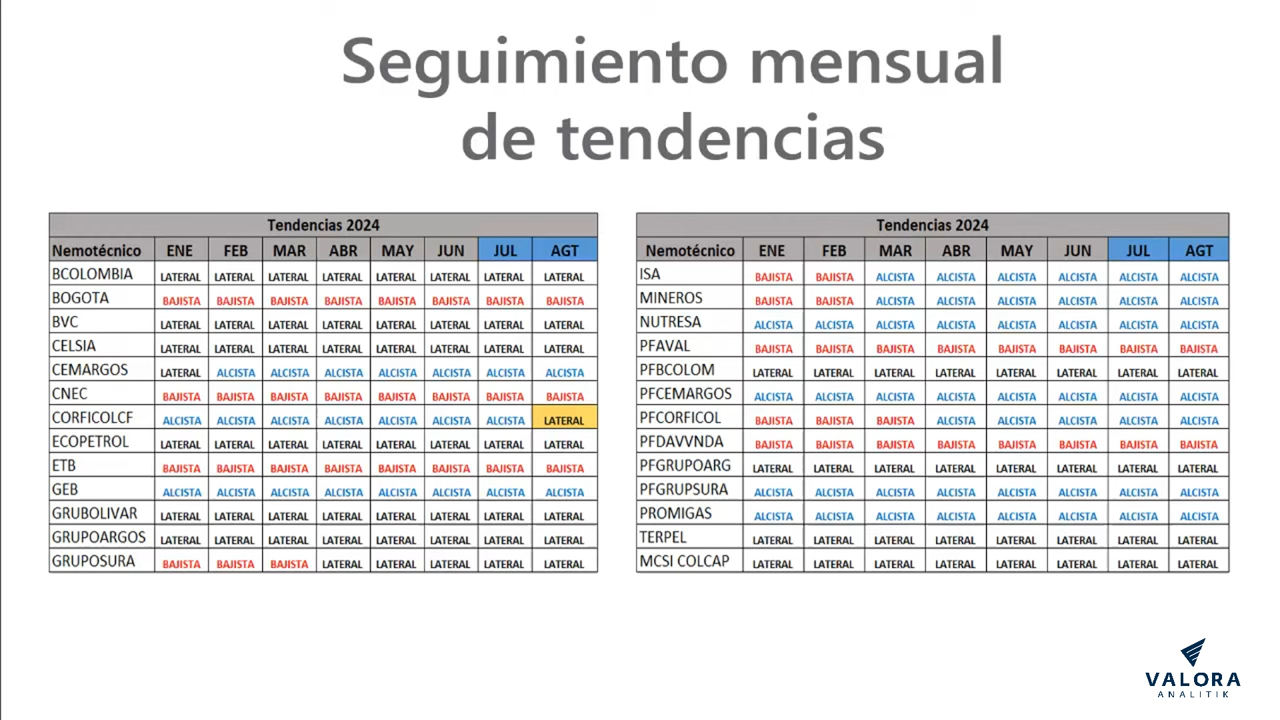 Seguimiento mensual
de tendencias
Tendencias 2024
Nemotécnico ENE FEB MAR ABR MAY JUN JUL AGT
BCOLOMBIA LATERAL LATERAL LATERAL LATERAL LATERAL LATERAL LATERAL LATERAL
BOGOTA BAJISTA BAJISTA BAJISTA BAJISTA BAJISTA BAJISTA BAJISTA BAJISTA
BVC LATERAL LATERAL LATERAL LATERAL LATERAL LATERAL LATERAL LATERAL
CELSIA LATERAL LATERAL LATERAL LATERAL LATERAL LATERAL LATERAL LATERAL
CEMARGOS LATERAL ALCISTA ALCISTA ALCISTA ALCISTA ALCISTA ALCISTA ALCISTA
CNEC BAJISTA BAJISTA BAJISTA BAJISTA BAJISTA BAJISTA BAJISTA BAJISTA
CORFICOLCF ALCISTA ALCISTA ALCISTA ALCISTA ALCISTA ALCISTA ALCISTA LATERAL
ECOPETROL LATERAL LATERAL LATERAL LATERAL LATERAL LATERAL LATERAL LATERAL
ETB BAJISTA BAJISTA BAJISTA BAJISTA BAJISTA BAJISTA BAJISTA BAJISTA
GEB ALCISTA ALCISTA ALCISTA ALCISTA ALCISTA ALCISTA ALCISTA ALCISTA
GRUBOLIVAR LATERAL LATERAL LATERAL LATERAL LATERAL LATERAL LATERAL LATERAL
GRUPOARGOS LATERAL LATERAL LATERAL LATERAL LATERAL LATERAL LATERAL LATERAL
GRUPOSURA BAJISTA BAJISTA BAJISTA LATERAL LATERAL LATERAL LATERAL LATERAL
Tendencias 2024
Nemotécnico ENE FEB MAR ABR MAY JUN JUL AGT
ISA BAJISTA BAJISTA ALCISTA ALCISTA ALCISTA ALCISTA ALCISTA ALCISTA
MINEROS BAJISTA BAJISTA ALCISTA ALCISTA ALCISTA ALCISTA ALCISTA ALCISTA
NUTRESA ALCISTA ALCISTA ALCISTA ALCISTA ALCISTA ALCISTA ALCISTA ALCISTA
PFAVAL BAJISTA BAJISTA BAJISTA BAJISTA BAJISTA BAJISTA BAJISTA BAJISTA
PFBCOLOM LATERAL LATERAL LATERAL LATERAL LATERAL LATERAL LATERAL LATERAL
PFCEMARGOS ALCISTA ALCISTA ALCISTA ALCISTA ALCISTA ALCISTA ALCISTA ALCISTA
PFCORFICOL BAJISTA BAJISTA BAJISTA ALCISTA ALCISTA ALCISTA ALCISTA ALCISTA
PFDAVVNDA BAJISTA BAJISTA BAJISTA BAJISTA BAJISTA BAJISTA BAJISTA BAJISTA
PFGRUPOARG LATERAL LATERAL LATERAL LATERAL LATERAL LATERAL LATERAL LATERAL
PFGRUPSURA ALCISTA ALCISTA ALCISTA ALCISTA ALCISTA ALCISTA ALCISTA ALCISTA
PROMIGAS ALCISTA ALCISTA ALCISTA ALCISTA ALCISTA ALCISTA ALCISTA ALCISTA
TERPEL LATERAL LATERAL LATERAL LATERAL LATERAL LATERAL LATERAL LATERAL
MCSI COLCAP LATERAL LATERAL LATERAL LATERAL LATERAL LATERAL LATERAL LATERAL
VALORA
ANALITIK